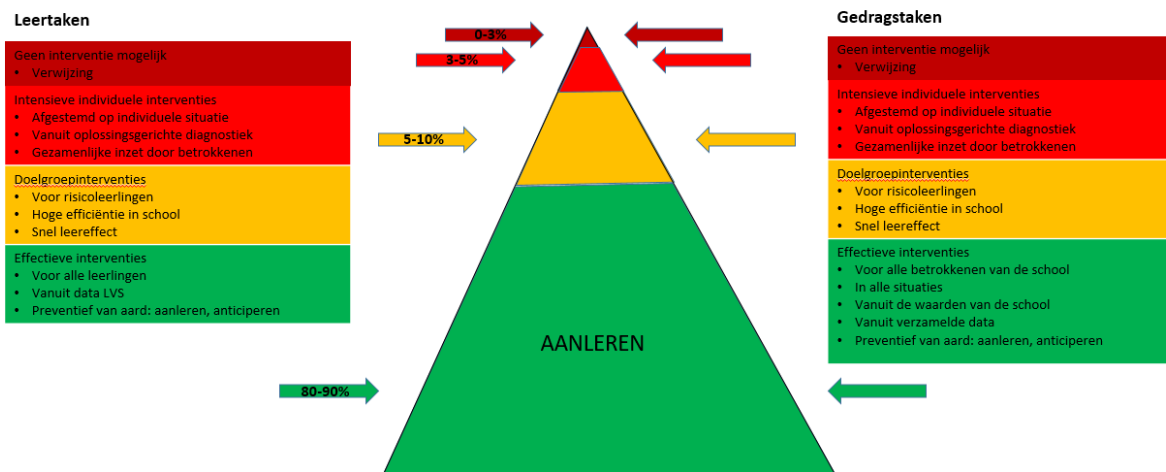 Leertaken
Geen interventie mogelijk
• Verwijzing
Intensieve individuele interventies
• Afgestemd op individuele situatie
• Vanuit oplossingsgerichte diagnostiek
• Gezamenlijke inzet door betrokkenen
Doelgroepinterventies
• Voor risicoleerlingen
• Hoge efficiëntie in school
• Snel leereffect
Effectieve interventies
• Voor alle leerlingen
• Vanuit data LVS
• Preventief van aard: aanleren, anticiperen
0-3%
3-5%
5-10%
80-90%
AANLEREN
Gedragstaken
Geen interventie mogelijk
• Verwijzing
Intensieve individuele interventies
• Afgestemd op individuele situatie
• Vanuit oplossingsgerichte diagnostiek
• Gezamenlijke inzet door betrokkenen
Doelgroepinterventies
• Voor risicoleerlingen
• Hoge efficiëntie in school
• Snel leereffect
Effectieve interventies
• Voor alle betrokkenen van de school
• In alle situaties
• Vanuit de waarden van de school
• Vanuit verzamelde data
• Preventief van aard: aanleren, anticiperen